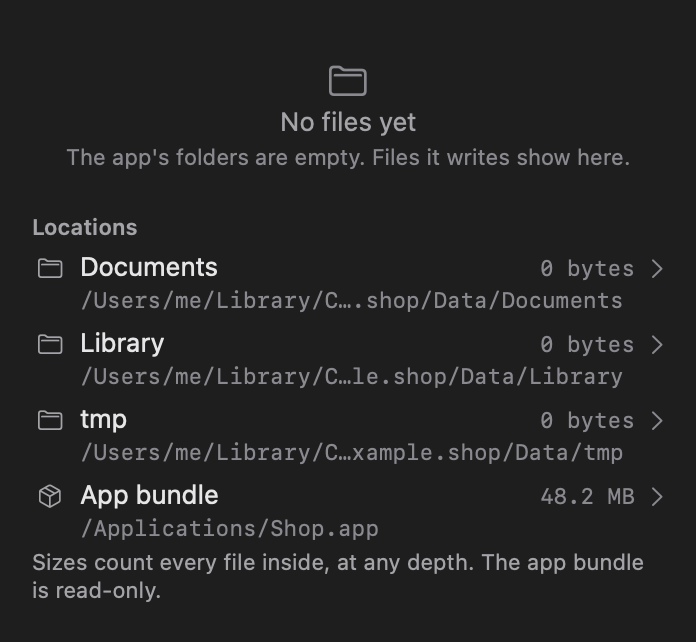 No files yet
The app's folders are empty. Files it writes show here.
Locations
Documents 0 bytes
/Users/me/Library/C….shop/Data/Documents
Library 0 bytes
/Users/me/Library/C…le.shop/Data/Library
tmp 0 bytes
/Users/me/Library/C…xample.shop/Data/tmp
App bundle 48.2 MB
/Applications/Shop.app
Sizes count every file inside, at any depth. The app bundle
is read-only.